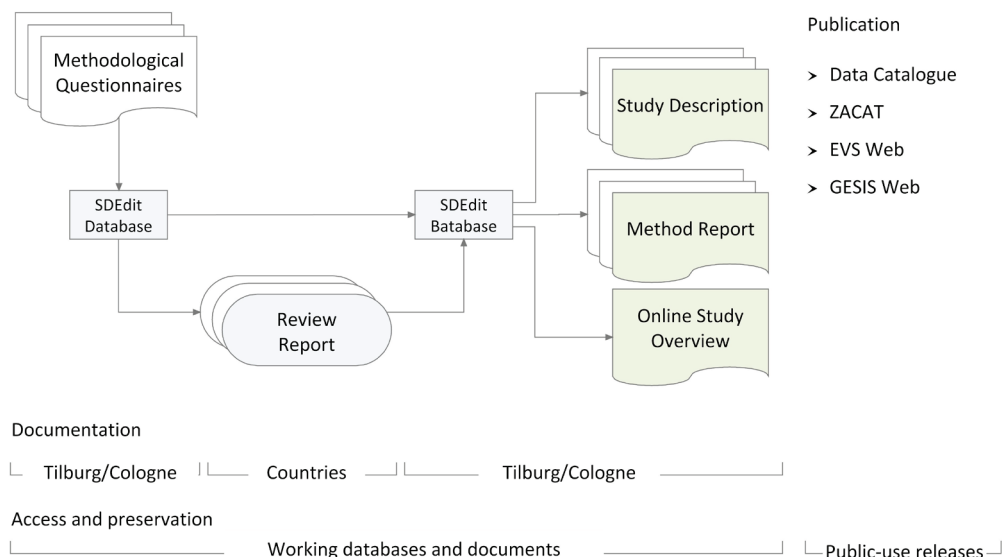 Methodological
Questionnaires
SDEdit
Database
Review
Report
SDEdit
Batabase
Study Description
Method Report
Online Study
Overview
Publication
➢ Data Catalogue
➢ ZACAT
➢ EVS Web
➢ GESIS Web
Documentation
Tilburg/Cologne
Countries
Tilburg/Cologne
Access and preservation
Working databases and documents
Public-use releases